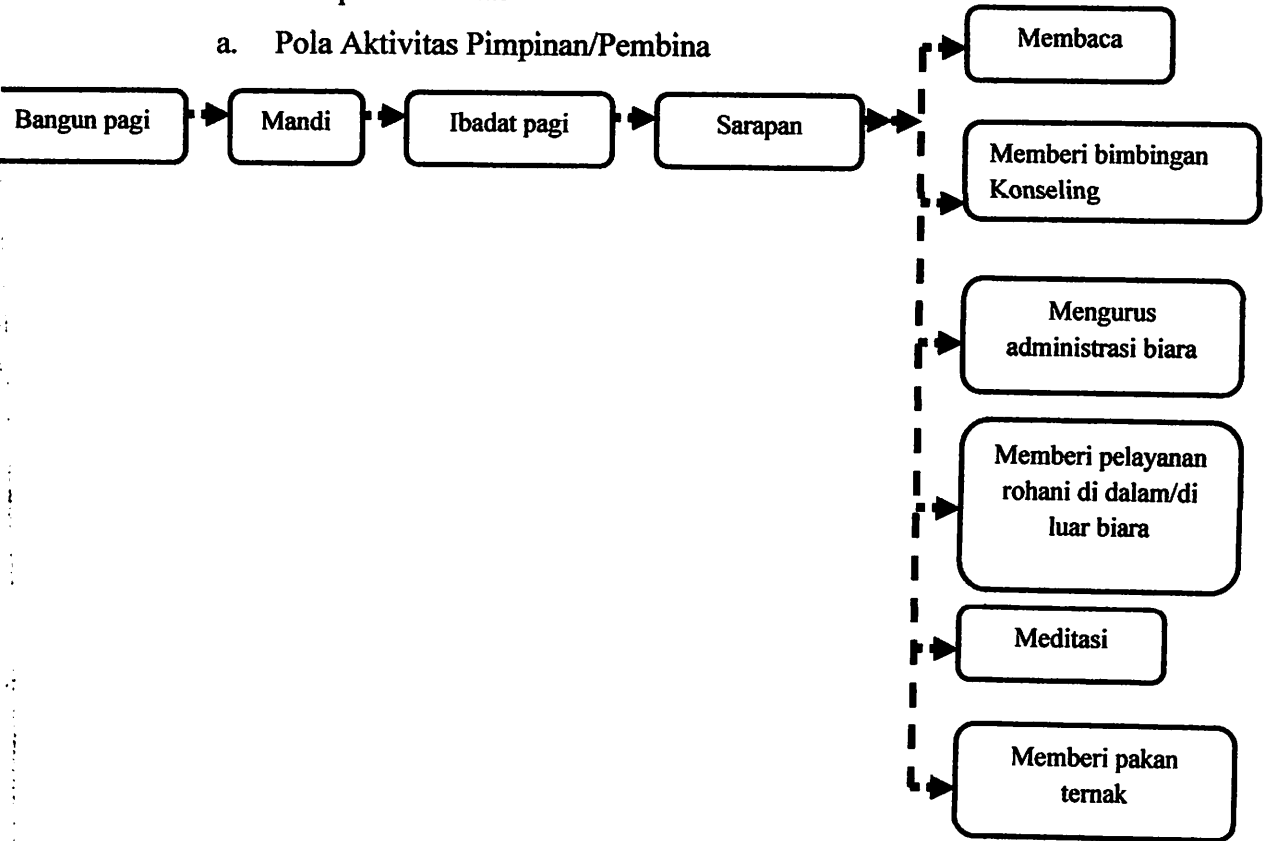 a. Pola Aktivitas Pimpinan/Pembina
Bangun pagi
Mandi
Ibadat pagi
Sarapan
Membaca
Memberi bimbingan
Konseling
Mengurus
administrasi biara
Memberi pelayanan
rohani di dalam/di
luar biara
Meditasi
Memberi pakan
ternak